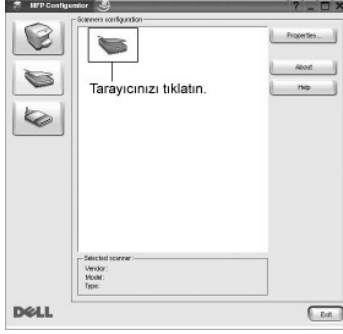 MFP Configurator
Scanners configuration
Properties...
About
Help
Tarayıcınızı tıklatın.
Selected scanner:
Vendor:
Model:
Type:
DELL
Exit